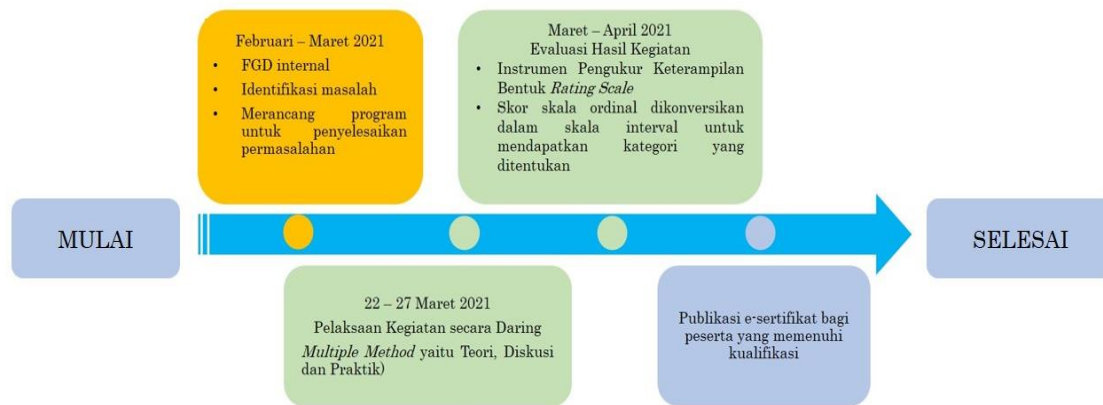 MULAI
Februari – Maret 2021
• FGD internal
• Identifikasi masalah
• Merancang program
untuk penyelesaikan
permasalahan
22 – 27 Maret 2021
Pelaksaan Kegiatan secara Daring
Multiple Method yaitu Teori, Diskusi
dan Praktik)
Maret – April 2021
Evaluasi Hasil Kegiatan
• Instrumen Pengukur Keterampilan
Bentuk Rating Scale
• Skor skala ordinal dikonversikan
dalam skala interval untuk
mendapatkan kategori yang
ditentukan
Publikasi e-sertifikat bagi
peserta yang memenuhi
kualifikasi
SELESAI